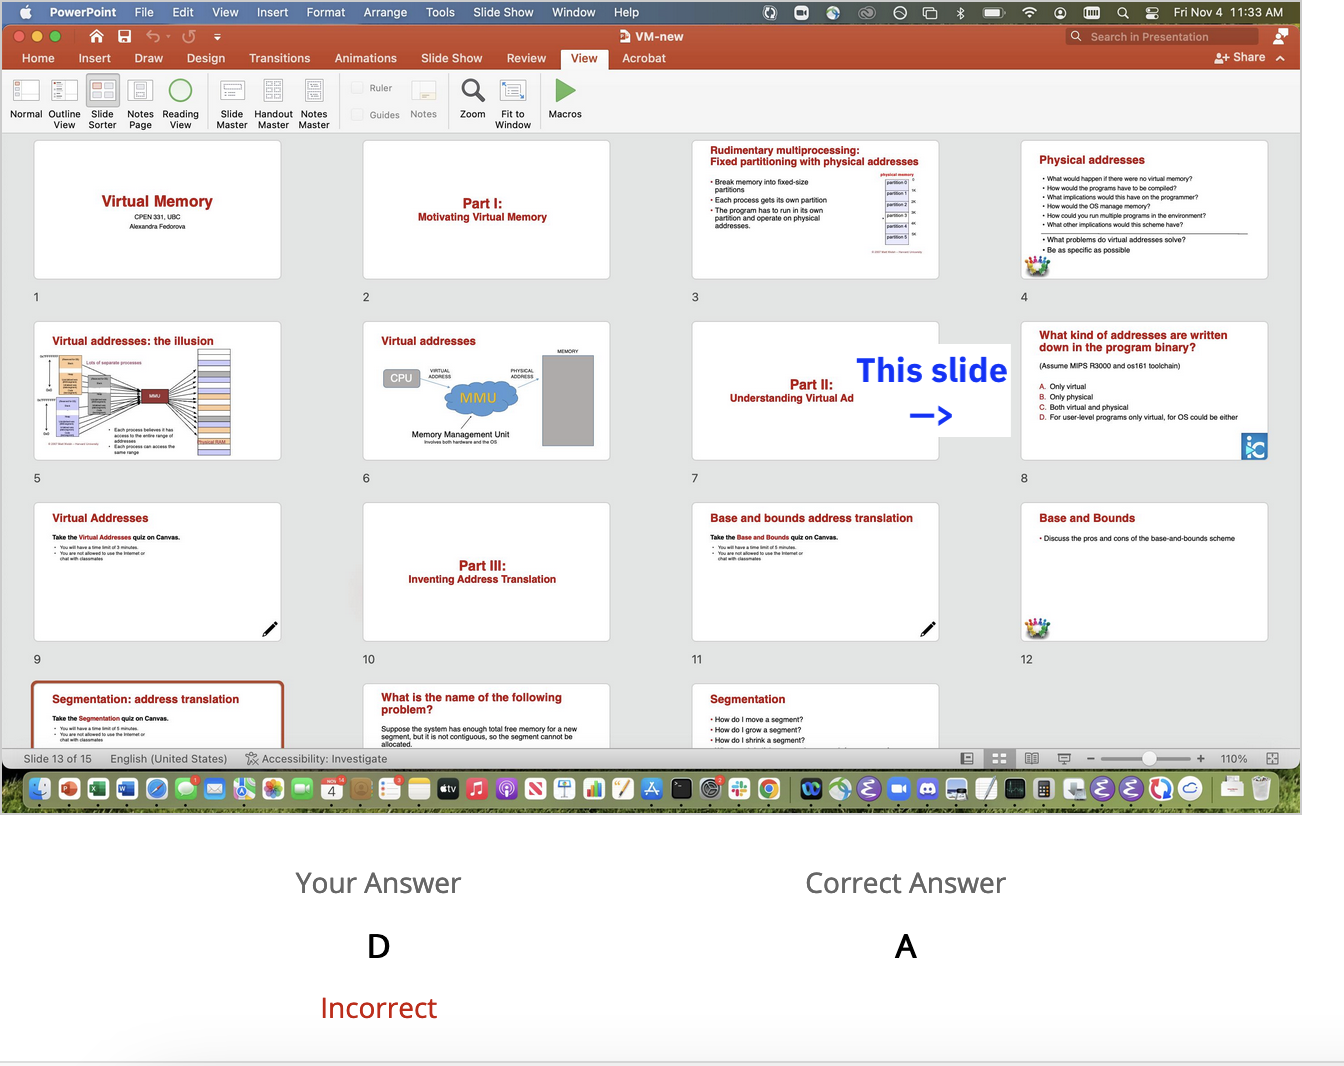 PowerPoint File Edit View Insert Format Arrange Tools Slide Show Window Help Fri Nov 4 11:33 AM
VM-new
Search in Presentation
Home Insert Draw Design Transitions Animations Slide Show Review View Acrobat Share
Normal Outline View Slide Sorter Notes Page Reading View Slide Master Handout Master Notes Master Ruler Guides Notes Zoom Fit to Window Macros
Virtual Memory
CPEN 331, UBC
Alexandra Fedorova
1
Part I:
Motivating Virtual Memory
2
Rudimentary multiprocessing:
Fixed partitioning with physical addresses
• Break memory into fixed-size
partitions
• Each process gets its own partition
• The program has to run in its own
partition and operate on physical
addresses.
physical memory
partition 0
partition 1
partition 2
partition 3
partition 4
partition 5
3
Physical addresses
• What would happen if there were no virtual memory?
• How would the programs have to be compiled?
• What implications would this have on the programmer?
• How would the OS manage memory?
• How could you run multiple programs in the environment?
• What other implications would this scheme have?
• What problems do virtual addresses solve?
• Be as specific as possible
4
Virtual addresses: the illusion
Lots of separate processes
MMU
Physical RAM
• Each process believes it has
access to the entire range of
addresses
• Each process can access the
same range
5
Virtual addresses
CPU
VIRTUAL
ADDRESS
MMU
PHYSICAL
ADDRESS
MEMORY
Memory Management Unit
Involves both hardware and the OS
6
Part II:
Understanding Virtual Ad
This slide
—>
7
What kind of addresses are written
down in the program binary?
(Assume MIPS R3000 and os161 toolchain)
A. Only virtual
B. Only physical
C. Both virtual and physical
D. For user-level programs only virtual, for OS could be either
iC
8
Virtual Addresses
Take the Virtual Addresses quiz on Canvas.
• You will have a time limit of 3 minutes.
• You are not allowed to use the Internet or
chat with classmates
9
Part III:
Inventing Address Translation
10
Base and bounds address translation
Take the Base and Bounds quiz on Canvas.
• You will have a time limit of 5 minutes.
• You are not allowed to use the Internet or
chat with classmates
11
Base and Bounds
• Discuss the pros and cons of the base-and-bounds scheme
12
Segmentation: address translation
Take the Segmentation quiz on Canvas.
• You will have a time limit of 5 minutes.
• You are not allowed to use the Internet or
chat with classmates
What is the name of the following
problem?
Suppose the system has enough total free memory for a new
segment, but it is not contiguous, so the segment cannot be
allocated.
Segmentation
• How do I move a segment?
• How do I grow a segment?
• How do I shrink a segment?
Slide 13 of 15 English (United States) Accessibility: Investigate 110%
Your Answer
Correct Answer
D
A
Incorrect